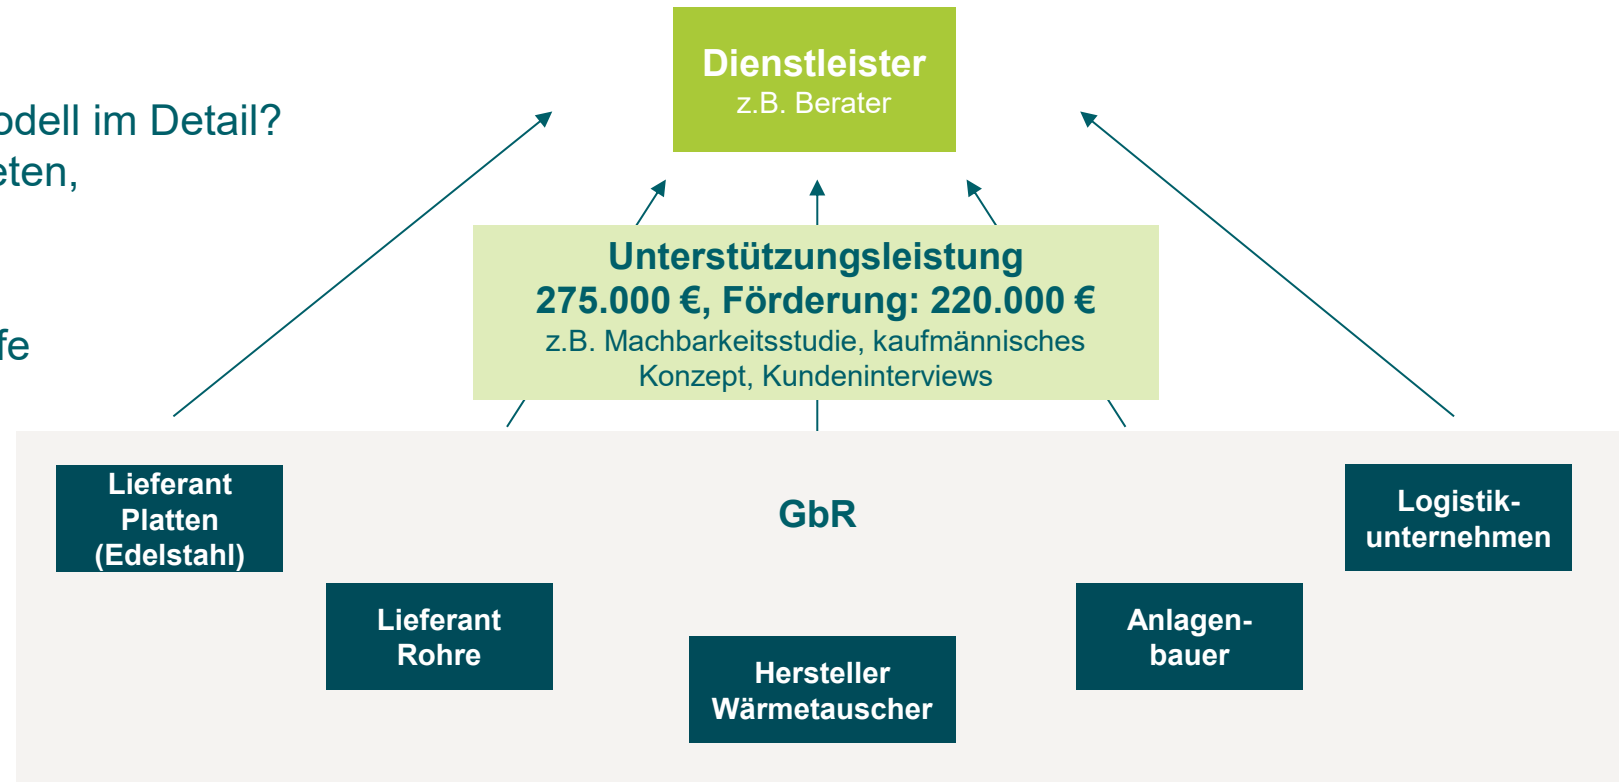 Dienstleister
z.B. Berater
odell im Detail?
eten,
fe
Unterstützungsleistung
275.000 €, Förderung: 220.000 €
z.B. Machbarkeitsstudie, kaufmännisches
Konzept, Kundeninterviews
GbR
Lieferant
Platten
(Edelstahl)
Lieferant
Rohre
Hersteller
Wärmetauscher
Anlagen-
bauer
Logistik-
unternehmen